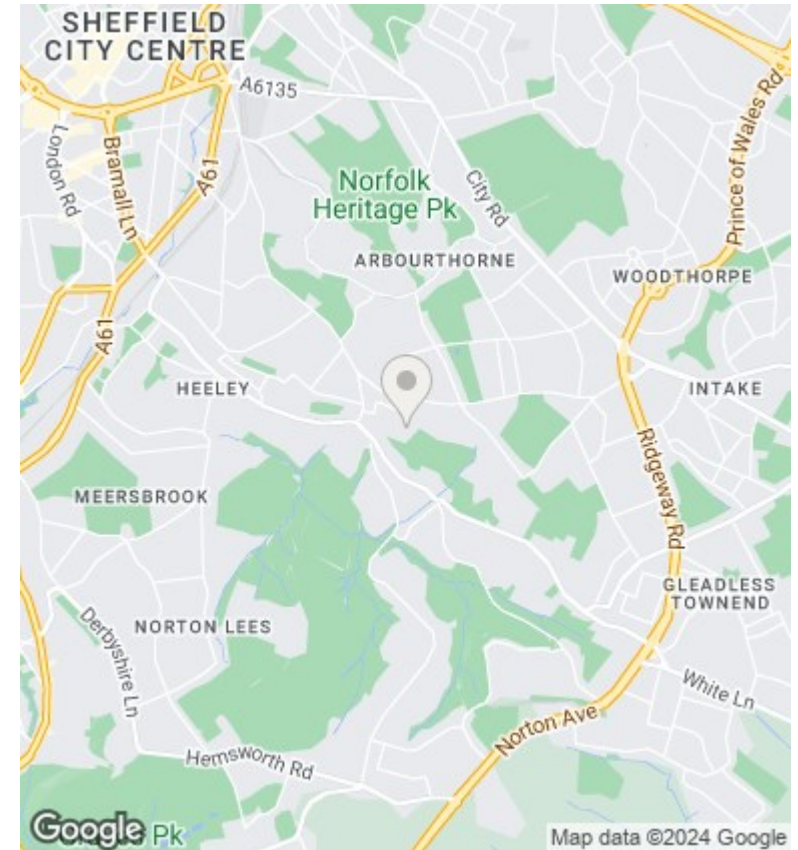 SHEFFIELD
CITY CENTRE
A6135
London Rd
Bramall Ln
A61
Norfolk
Heritage Pk
City Rd
Prince of Wales Rd
ARBOURTHORNE
WOODTHORPE
A61
HEELEY
INTAKE
MEERSBROOK
Ridgeway Rd
GLEADLESS
TOWNEND
Derbyshire Ln
NORTON LEES
White Ln
Norton Ave
Hemsworth Rd
Google
Pk
Map data ©2024 Google